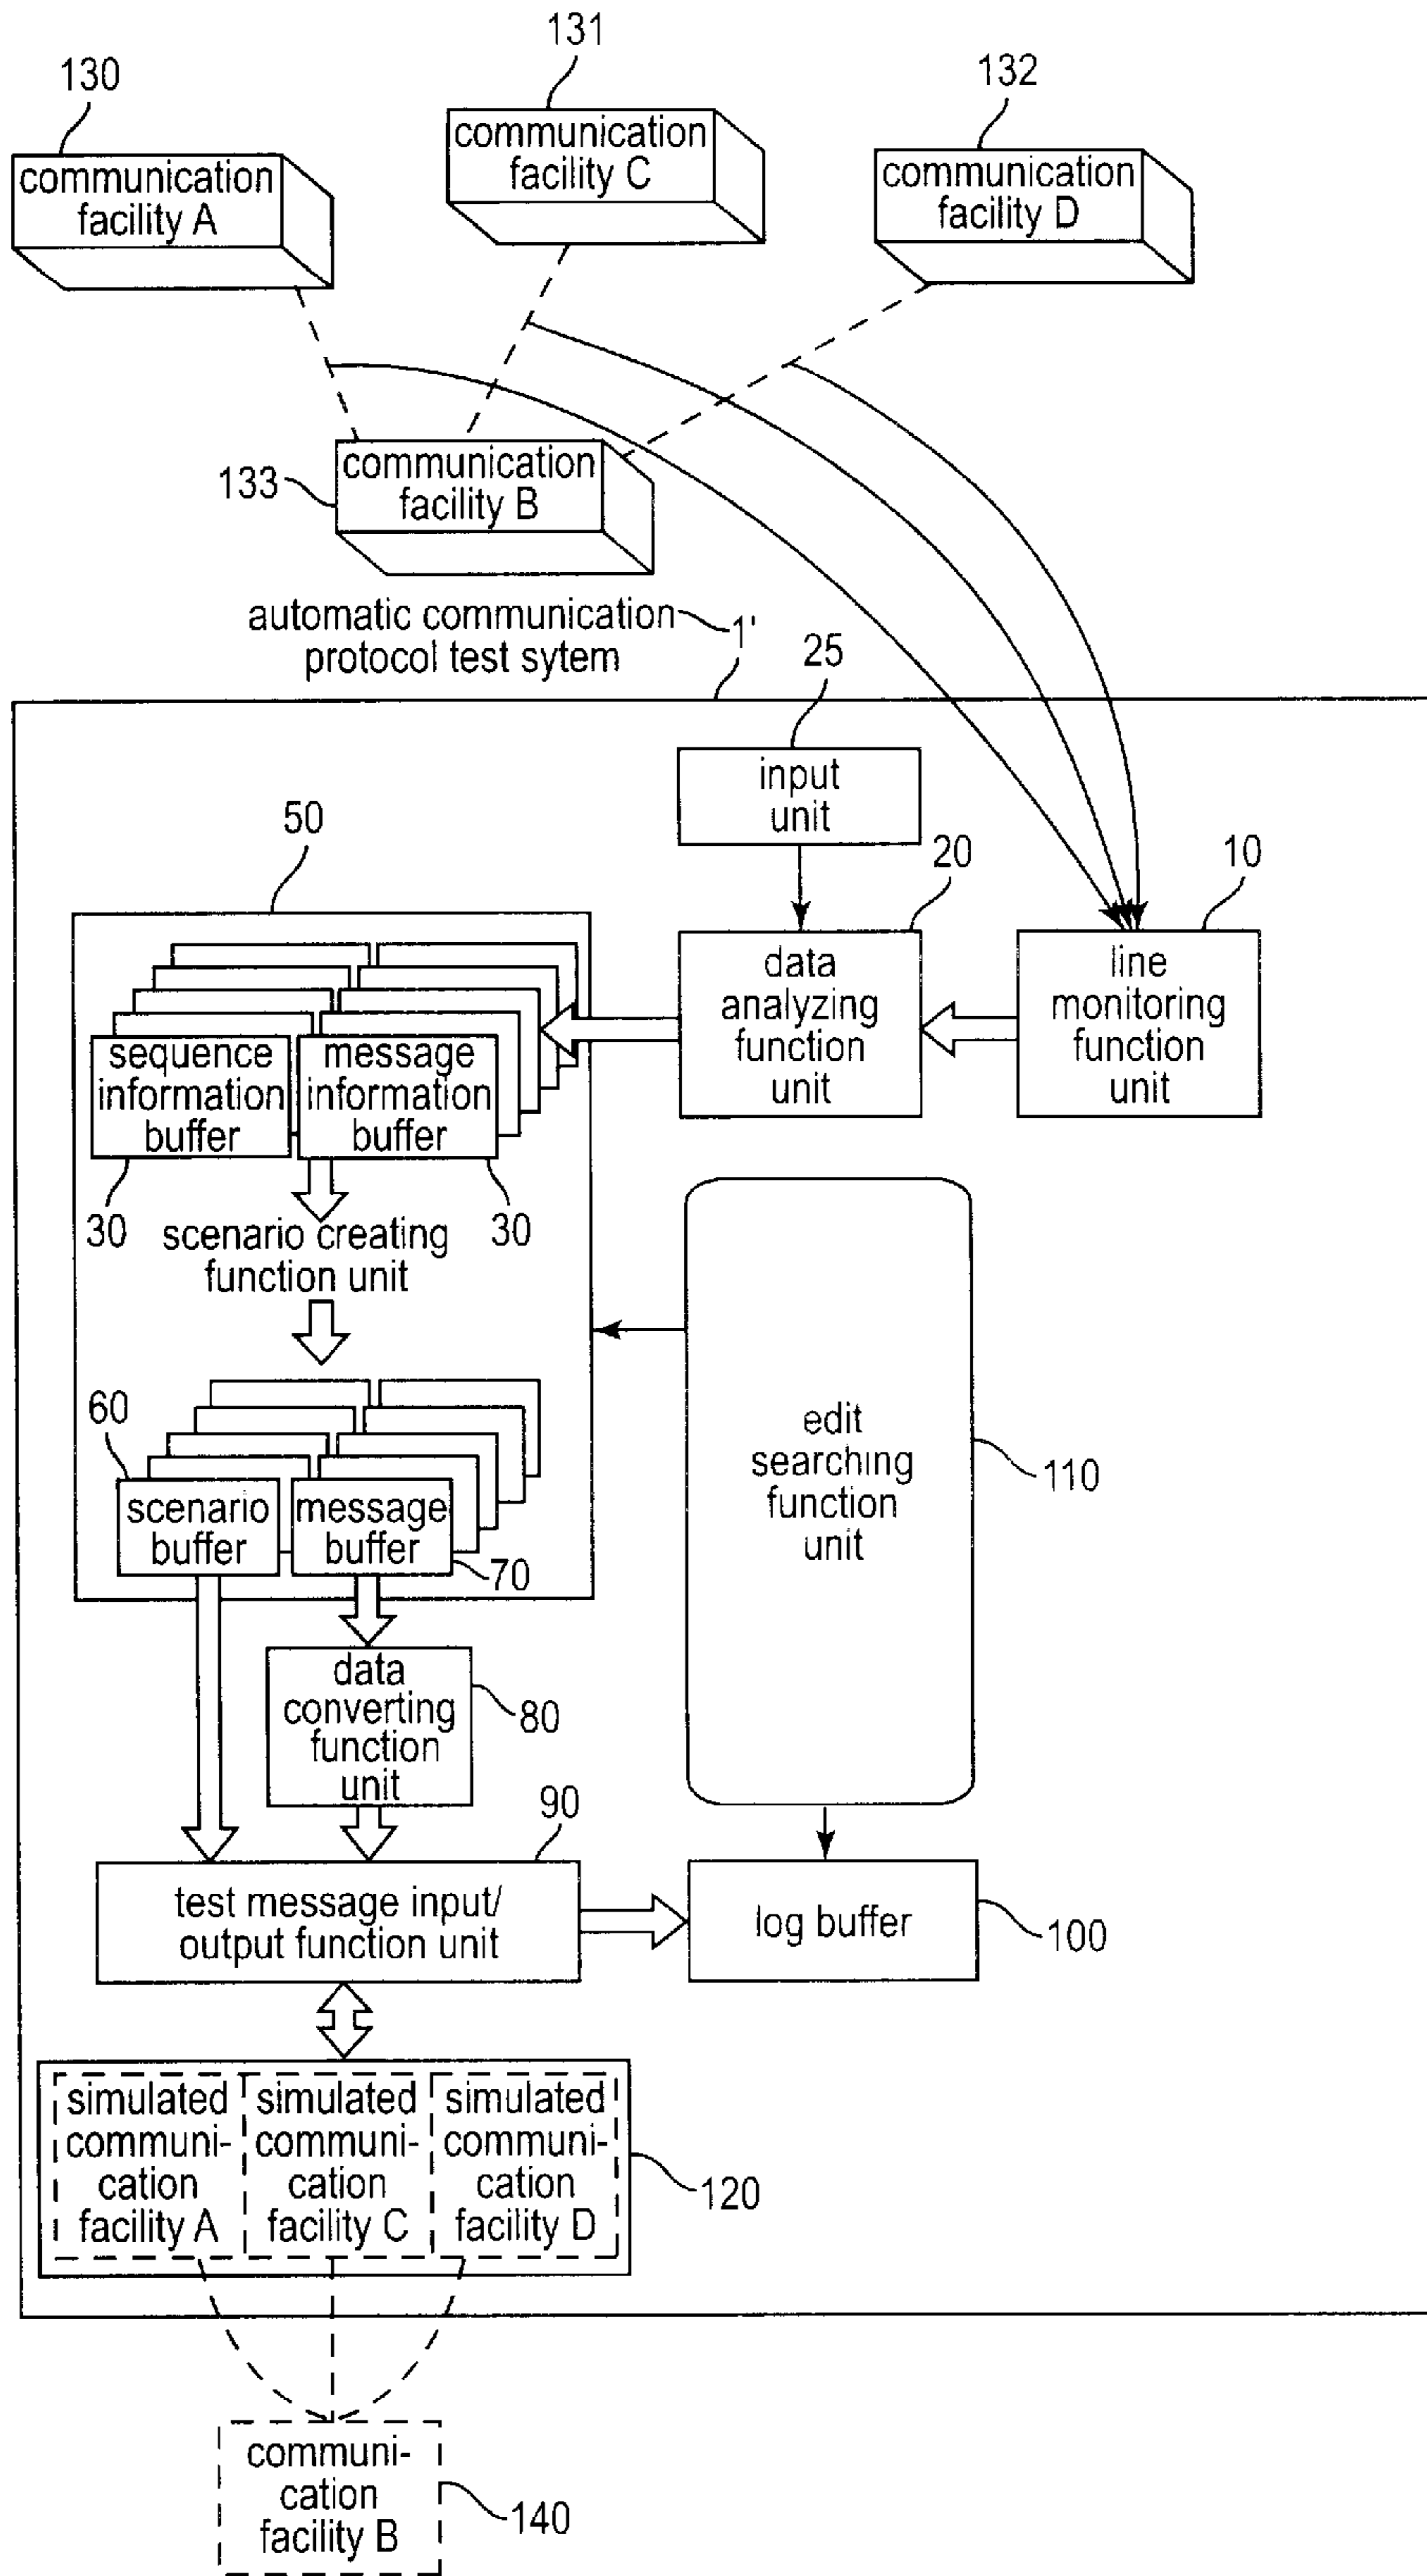 130
131
132
communication
facility A
communication
facility C
communication
facility D
133
communication
facility B
automatic communication
protocol test sytem
1'
25
input
unit
50
20
10
data
analyzing
function
unit
line
monitoring
function
unit
sequence
information
buffer
message
information
buffer
30
30
scenario creating
function unit
60
scenario
buffer
message
buffer
70
edit
searching
function
unit
110
data
converting
function
unit
80
90
test message input/
output function unit
log buffer
100
simulated
communi-
cation
facility A
simulated
communi-
cation
facility C
simulated
communi-
cation
facility D
120
communi-
cation
facility B
140